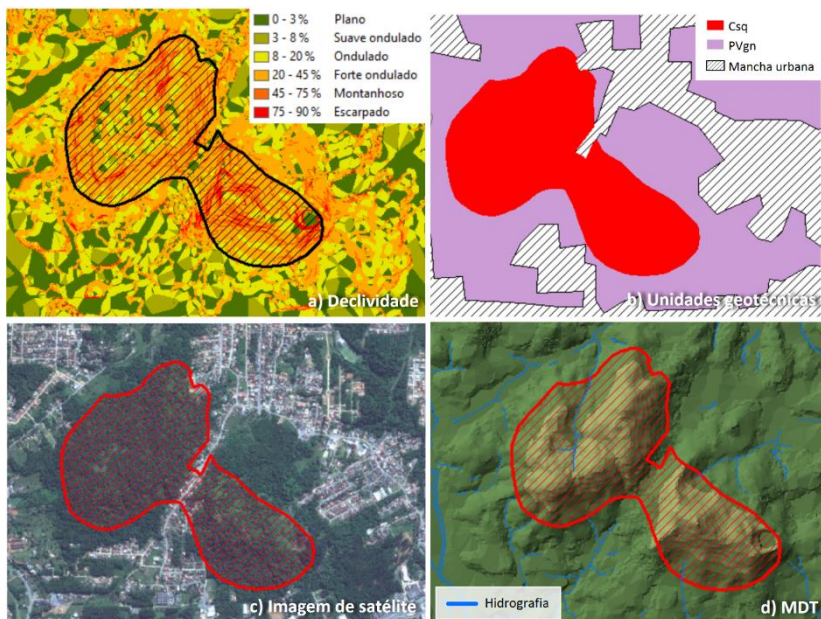 0 - 3 % Plano
3 - 8 % Suave ondulado
8 - 20 % Ondulado
20 - 45 % Forte ondulado
45 - 75 % Montanhoso
75 - 90 % Escarpado
a) Declividade
Csq
PVgn
Mancha urbana
b) Unidades geotécnicas
c) Imagem de satélite
Hidrografia
d) MDT